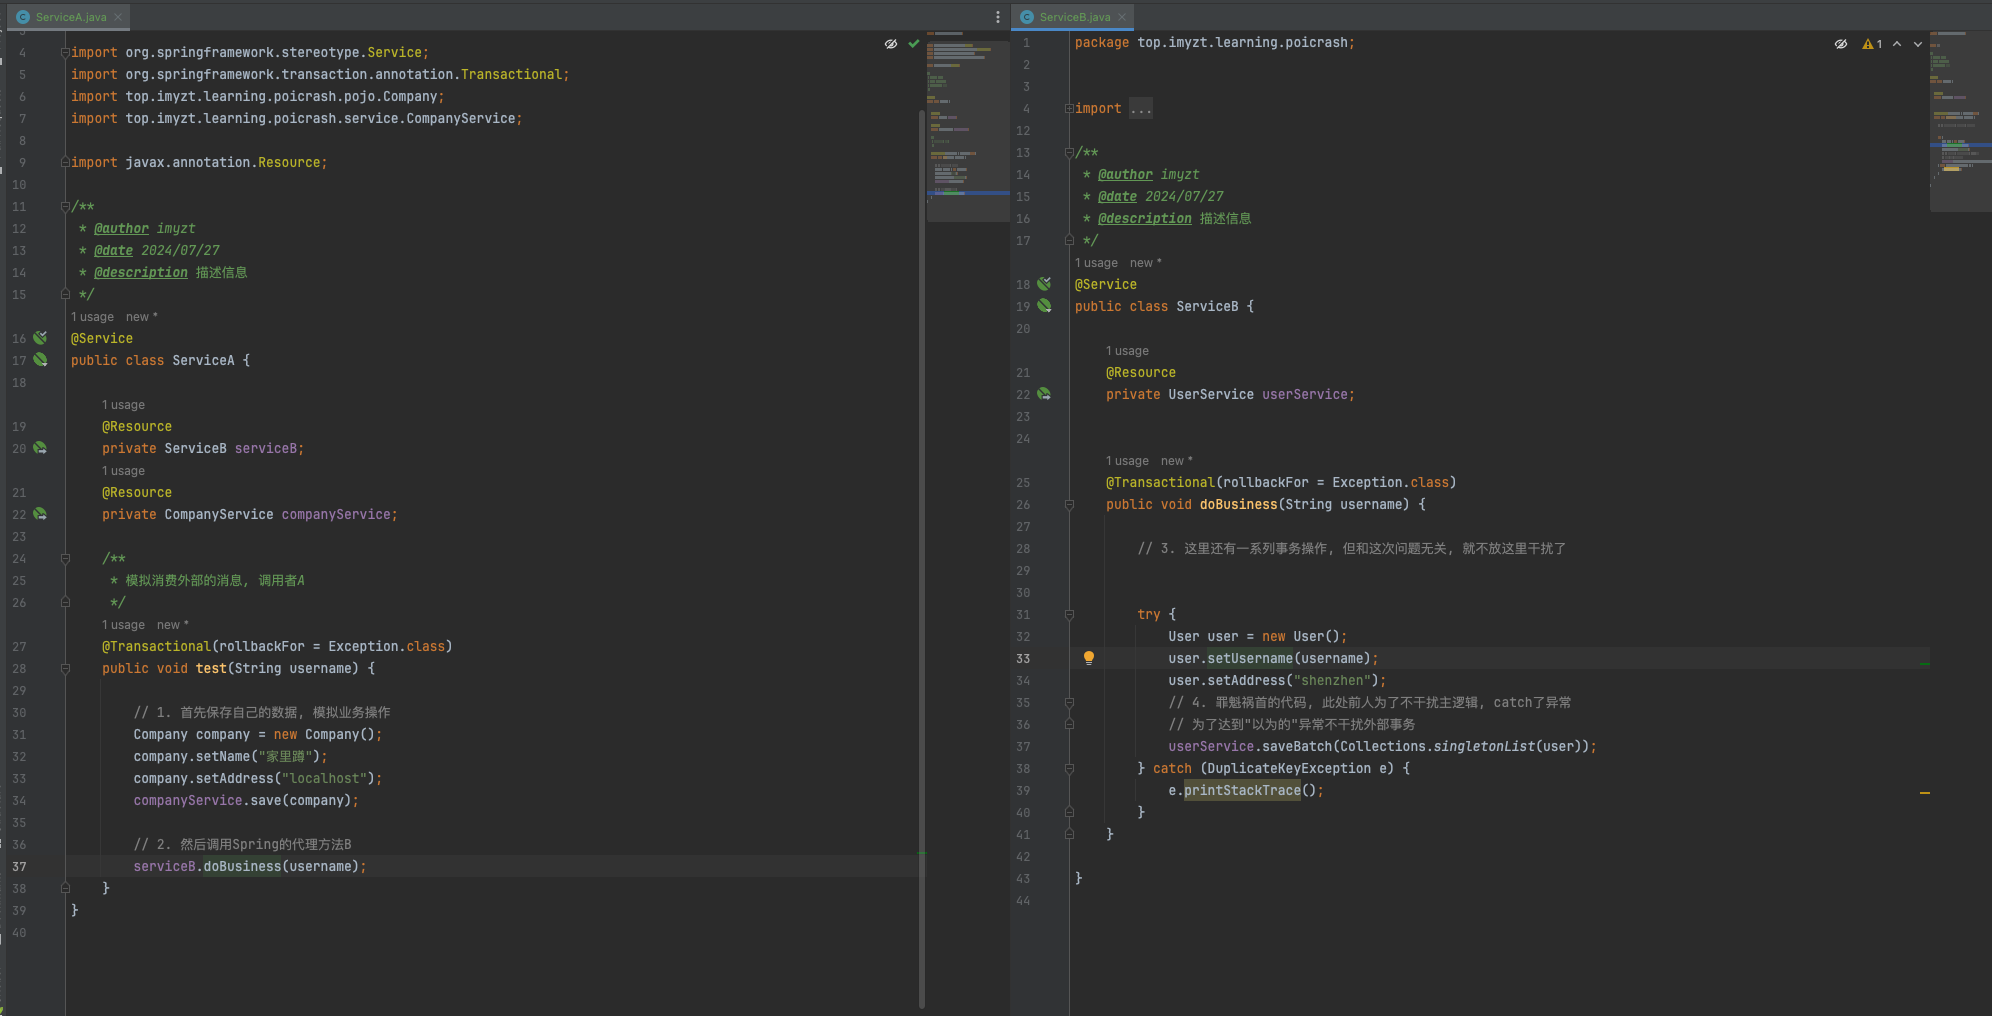 ServiceA.java
3
4 import org.springframework.stereotype.Service;
5 import org.springframework.transaction.annotation.Transactional;
6 import top.imyzt.learning.poicrash.pojo.Company;
7 import top.imyzt.learning.poicrash.service.CompanyService;
8
9 import javax.annotation.Resource;
10
11 /**
12 * @author imyzt
13 * @date 2024/07/27
14 * @description 描述信息
15 */
1 usage new *
16 @Service
17 public class ServiceA {
18
1 usage
19 @Resource
20 private ServiceB serviceB;
1 usage
21 @Resource
22 private CompanyService companyService;
23
24 /**
25 * 模拟消费外部的消息, 调用者A
26 */
1 usage new *
27 @Transactional(rollbackFor = Exception.class)
28 public void test(String username) {
29
30 // 1. 首先保存自己的数据, 模拟业务操作
31 Company company = new Company();
32 company.setName("家里蹲");
33 company.setAddress("localhost");
34 companyService.save(company);
35
36 // 2. 然后调用Spring的代理方法B
37 serviceB.doBusiness(username);
38 }
39 }
40
ServiceB.java
1
1 package top.imyzt.learning.poicrash;
2
3
4 import ...
12
13 /**
14 * @author imyzt
15 * @date 2024/07/27
16 * @description 描述信息
17 */
1 usage new *
18 @Service
19 public class ServiceB {
20
1 usage
21 @Resource
22 private UserService userService;
23
24
1 usage new *
25 @Transactional(rollbackFor = Exception.class)
26 public void doBusiness(String username) {
27
28 // 3. 这里还有一系列事务操作, 但和这次问题无关, 就不放这里干扰了
29
30
31 try {
32 User user = new User();
33 user.setUsername(username);
34 user.setAddress("shenzhen");
35 // 4. 罪魁祸首的代码, 此处前人为了不干扰主逻辑, catch了异常
36 // 为了达到"以为的"异常不干扰外部事务
37 userService.saveBatch(Collections.singletonList(user));
38 } catch (DuplicateKeyException e) {
39 e.printStackTrace();
40 }
41 }
42
43 }
44